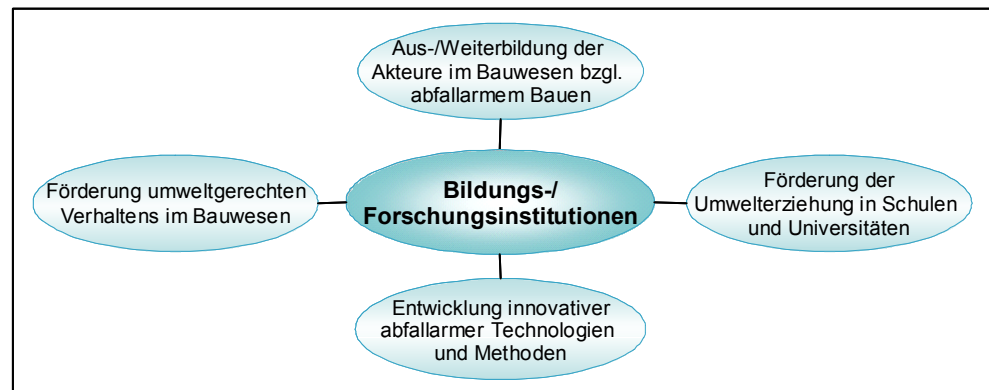 Aus-/Weiterbildung der
Akteure im Bauwesen bzgl.
abfallarmem Bauen
Förderung umweltgerechten
Verhaltens im Bauwesen
Bildungs-/
Forschungsinstitutionen
Förderung der
Umwelterziehung in Schulen
und Universitäten
Entwicklung innovativer
abfallarmer Technologien
und Methoden